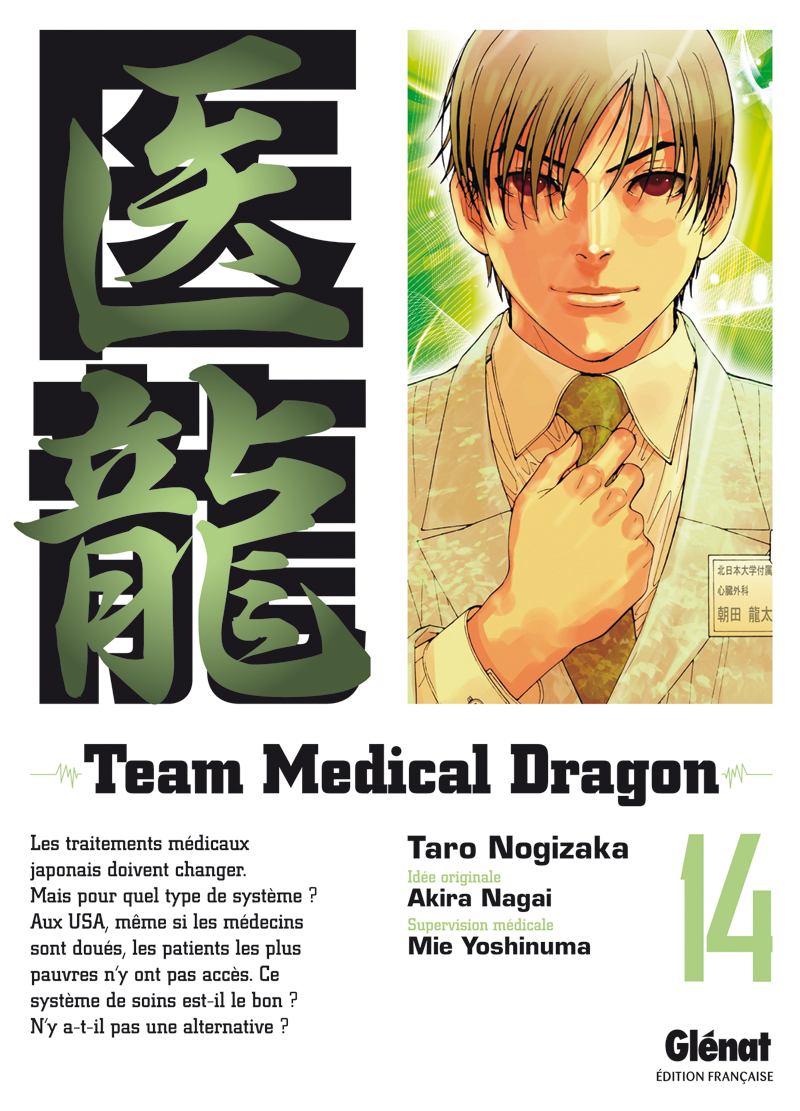 医龍
北日本大学付属
心臓外科
朝田 龍太
Team Medical Dragon
Les traitements médicaux
japonais doivent changer.
Mais pour quel type de système ?
Aux USA, même si les médecins
sont doués, les patients les plus
pauvres n'y ont pas accès. Ce
système de soins est-il le bon ?
N'y a-t-il pas une alternative ?
Taro Nogizaka
Idée originale
Akira Nagai
Supervision médicale
Mie Yoshinuma
14
Glénat
ÉDITION FRANÇAISE